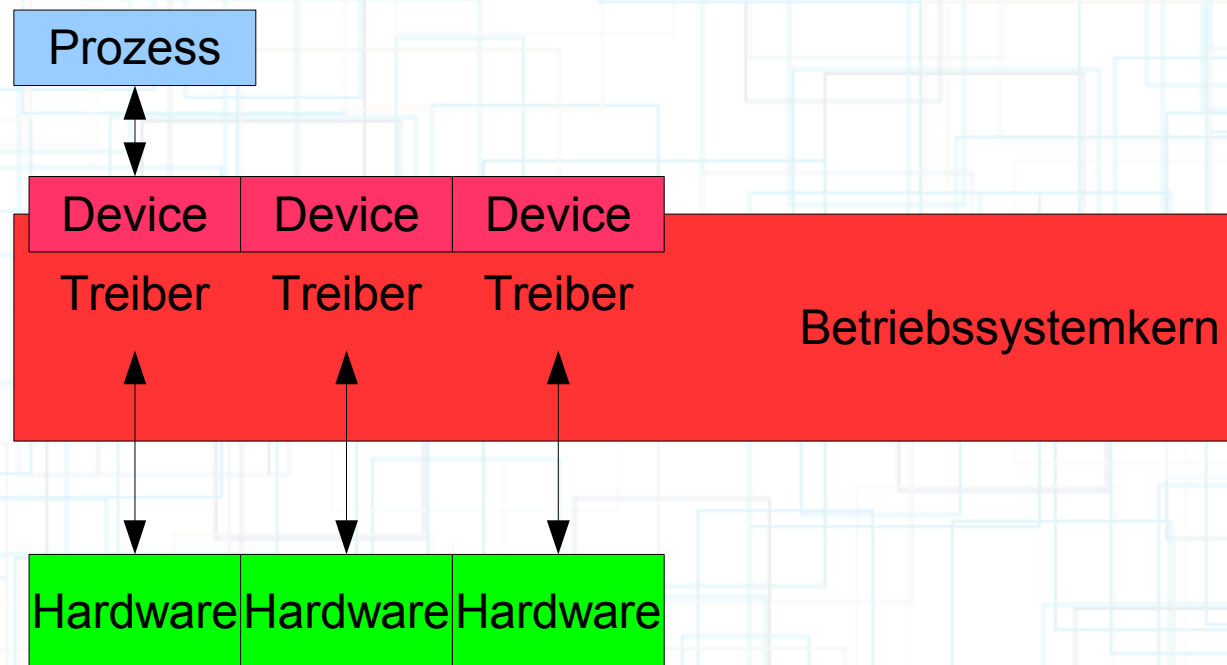 Prozess
Device Device Device
Treiber Treiber Treiber
Betriebssystemkern
Hardware Hardware Hardware